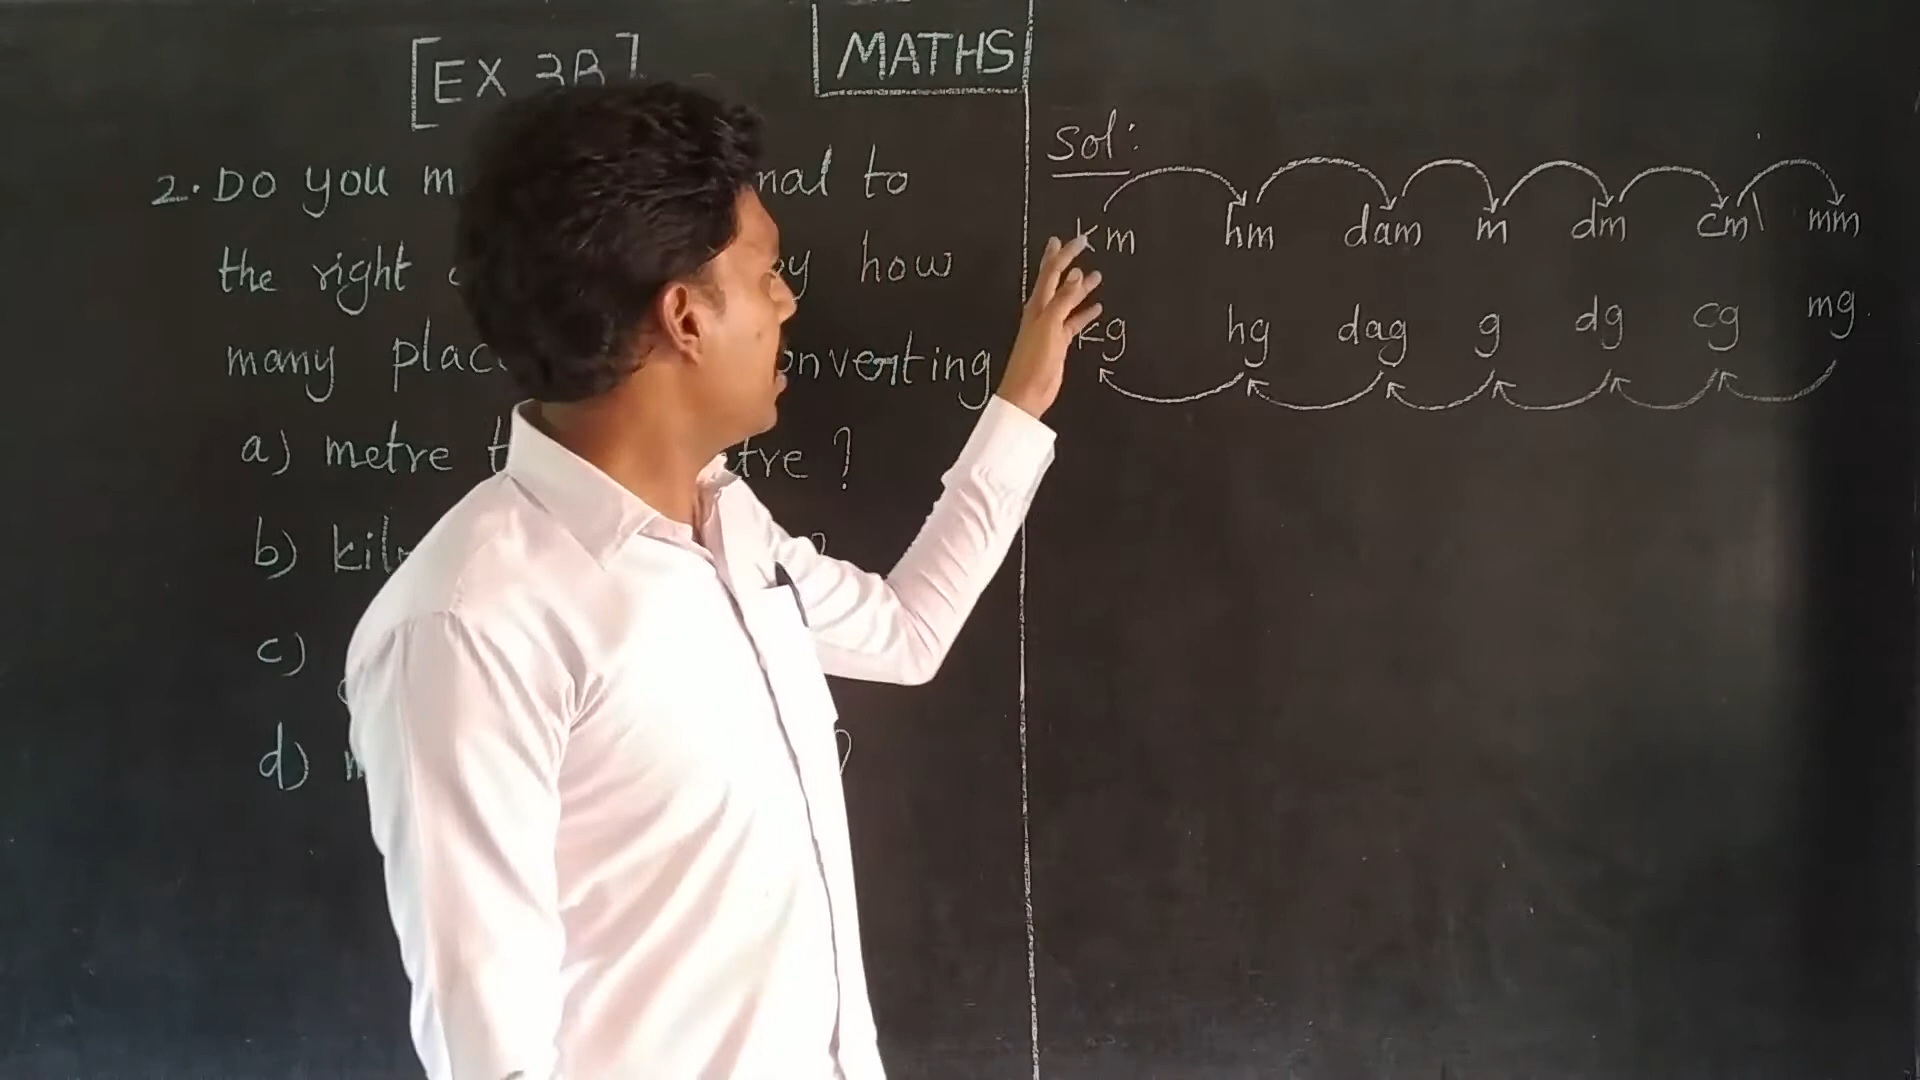 [EX 3B]
MATHS
2. Do you m nal to
the right by how
many plac onverting
a) metre t tre ?
b) kil ?
c)
d) ?
Sol:
km hm dam m dm cm mm
kg hg dag g dg cg mg.